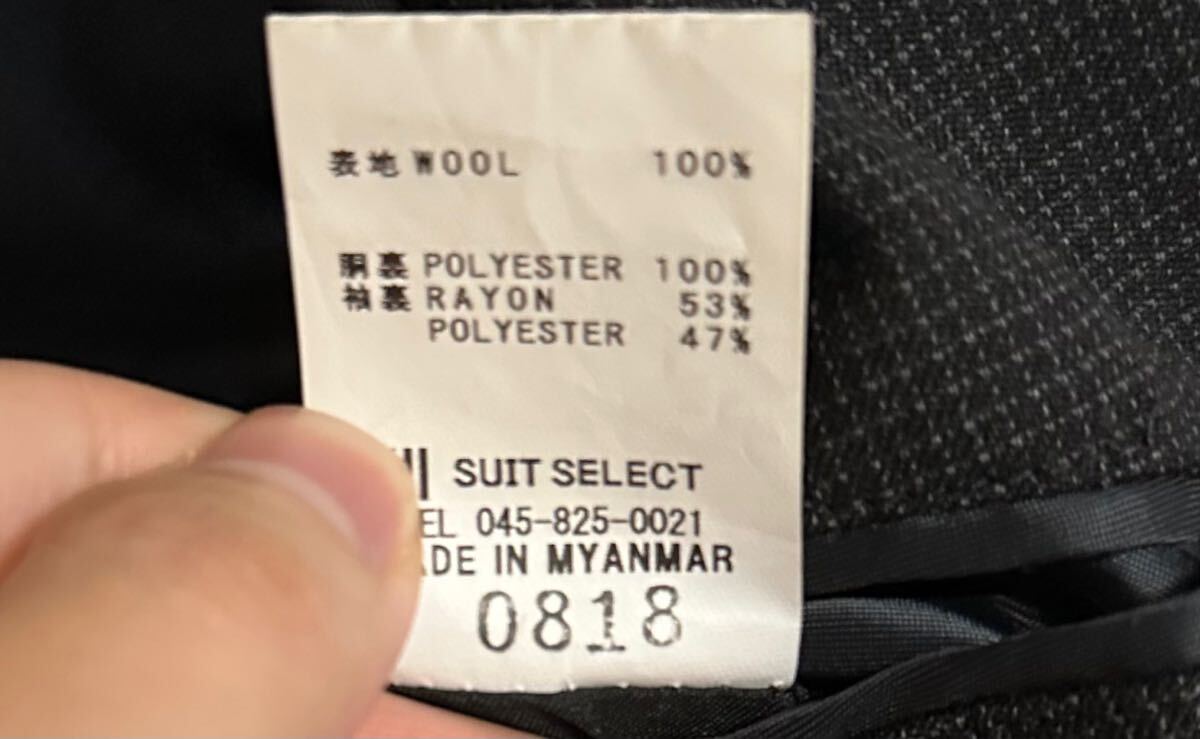 表地 WOOL 100%
胴裏 POLYESTER 100%
袖裏 RAYON 53%
POLYESTER 47%
SUIT SELECT
EL 045-825-0021
ADE IN MYANMAR
0818